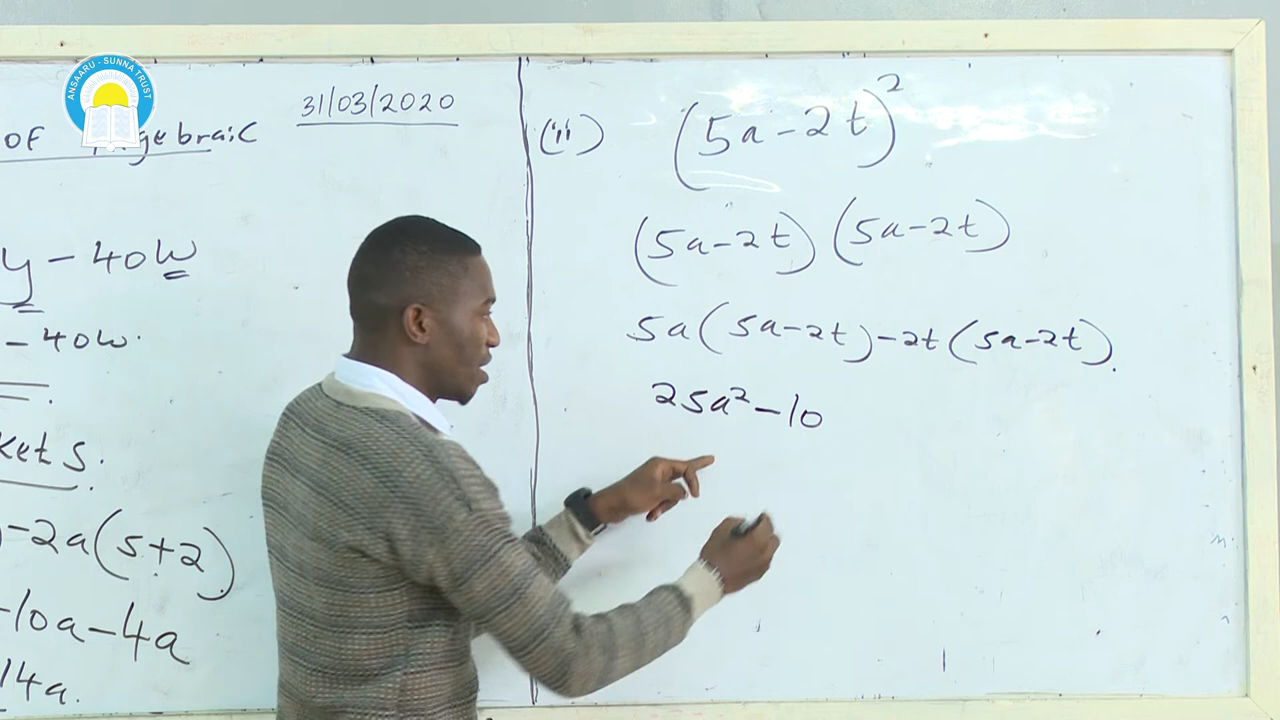 ANSAARU - SUNNA TRUST
31/03/2020
OF Algebraic
y - 40w
- 40w.
kets.
-2a(5+2)
-10a-4a
14a.
(ii) (5a-2t)²
(5a-2t)(5a-2t)
5a(5a-2t)-2t(5a-2t).
25a²-10